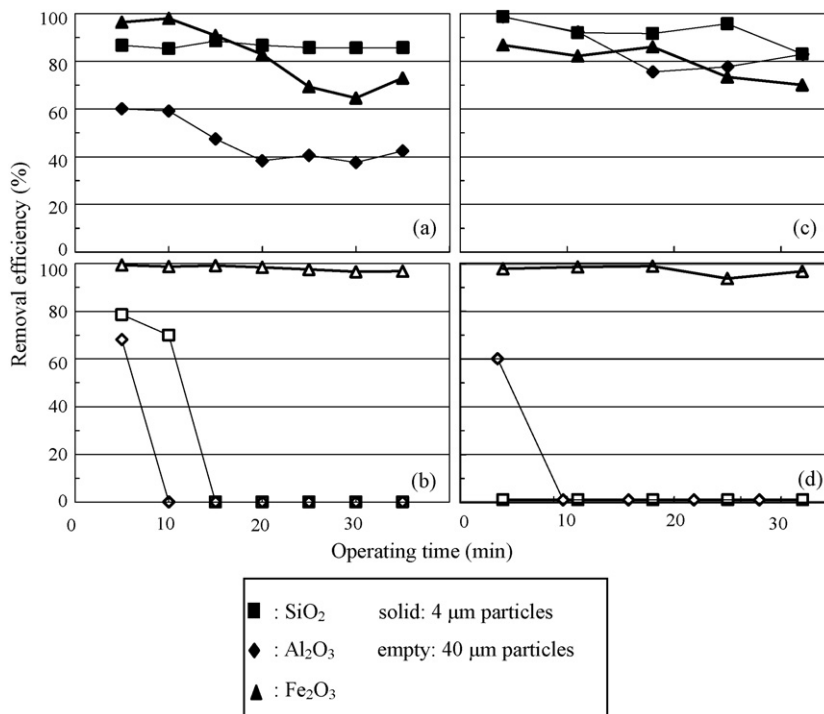 Removal efficiency (%)
100
80
60
40
20
0
(a)
(c)
100
80
60
40
20
0
(b)
(d)
0 10 20 30 0 10 20 30
Operating time (min)
: SiO₂ solid: 4 μm particles
: Al₂O₃ empty: 40 μm particles
: Fe₂O₃